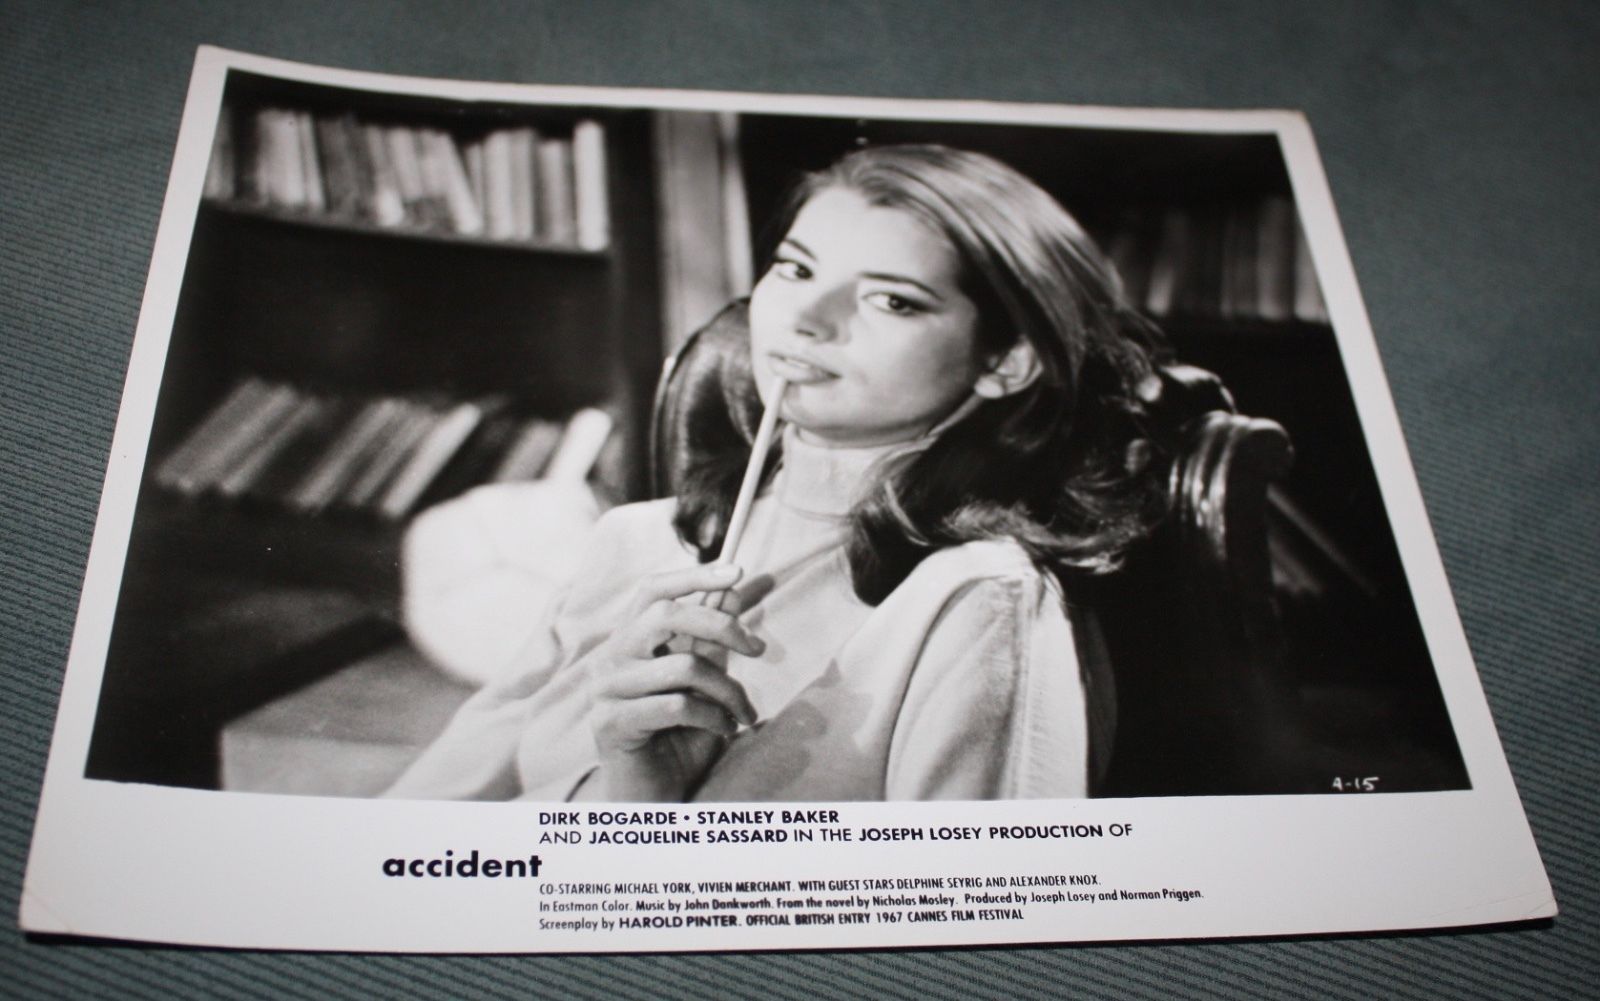 A-15
DIRK BOGARDE • STANLEY BAKER
AND JACQUELINE SASSARD IN THE JOSEPH LOSEY PRODUCTION OF
accident
CO-STARRING MICHAEL YORK, VIVIEN MERCHANT. WITH GUEST STARS DELPHINE SEYRIG AND ALEXANDER KNOX.
In Eastman Color. Music by John Dankworth. From the novel by Nicholas Mosley. Produced by Joseph Losey and Norman Priggen.
Screenplay by HAROLD PINTER. OFFICIAL BRITISH ENTRY 1967 CANNES FILM FESTIVAL